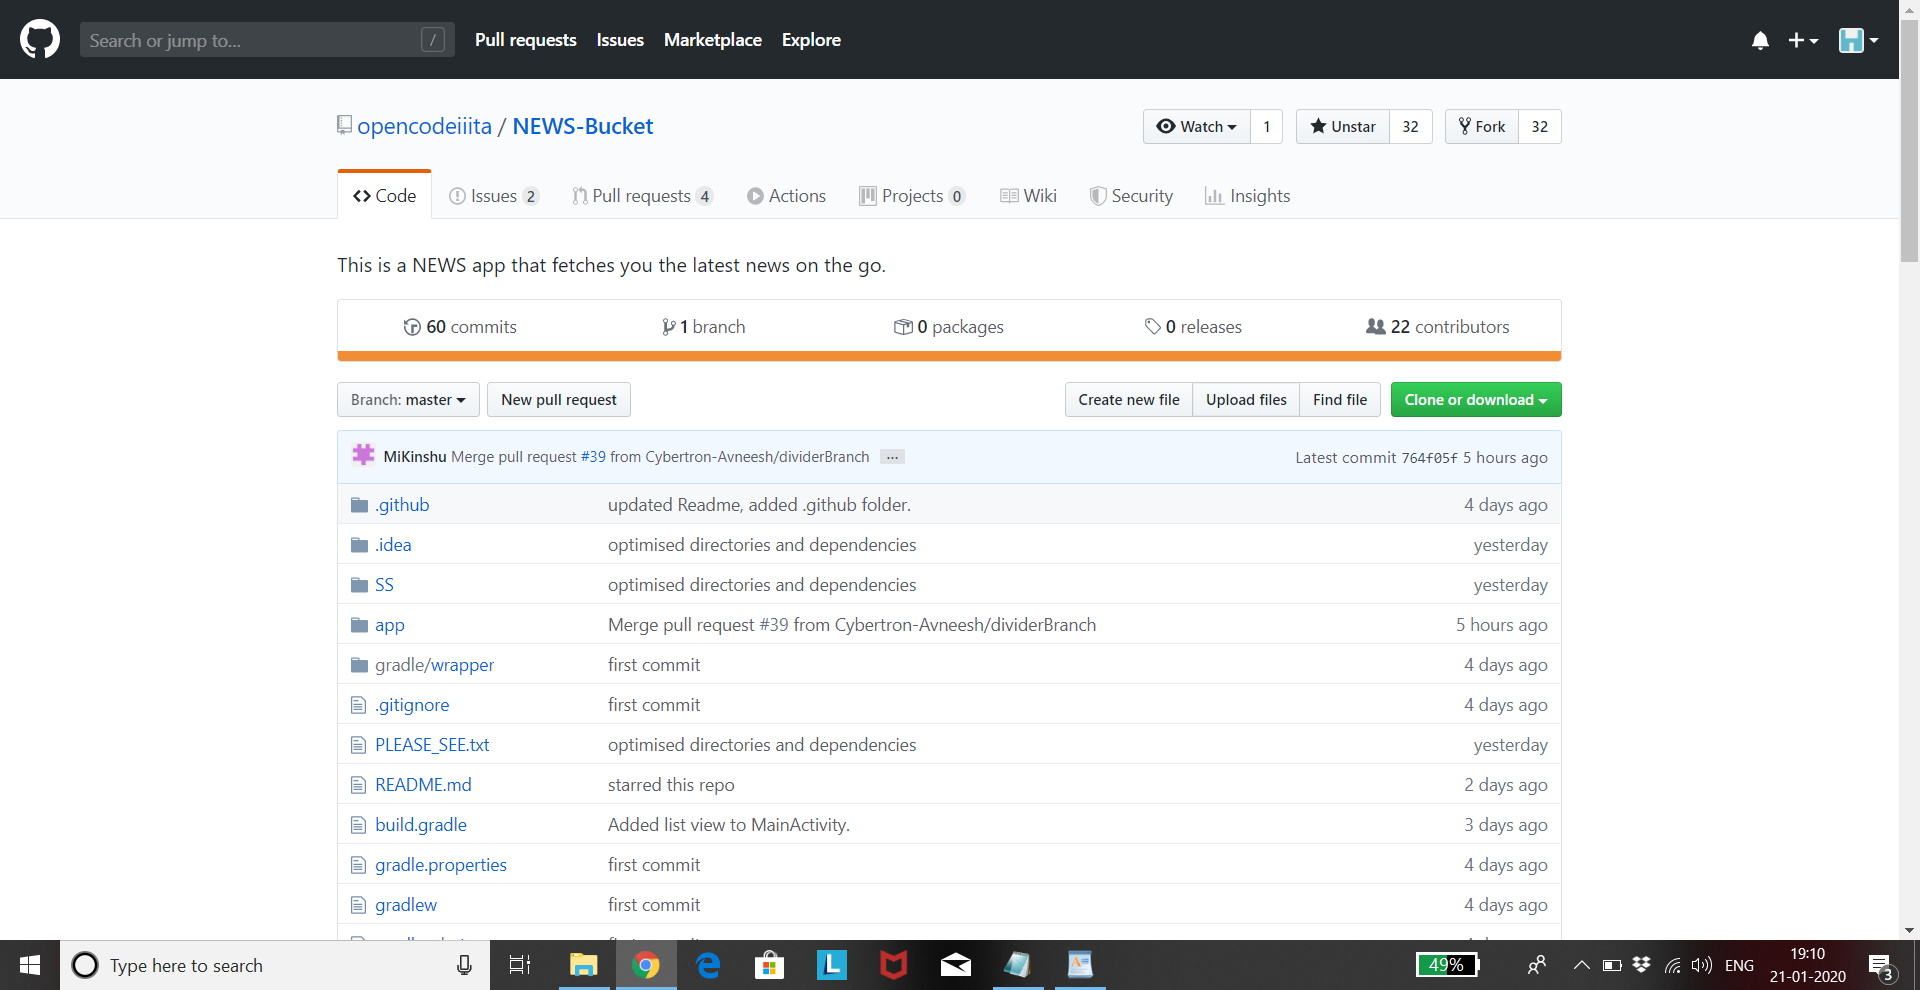 Search or jump to... /
Pull requests Issues Marketplace Explore
opencodeiiita / NEWS-Bucket
Watch 1 Unstar 32 Fork 32
Code Issues 2 Pull requests 4 Actions Projects 0 Wiki Security Insights
This is a NEWS app that fetches you the latest news on the go.
60 commits 1 branch 0 packages 0 releases 22 contributors
Branch: master New pull request Create new file Upload files Find file Clone or download
MiKinshu Merge pull request #39 from Cybertron-Avneesh/dividerBranch ... Latest commit 764f05f 5 hours ago
.github updated Readme, added .github folder. 4 days ago
.idea optimised directories and dependencies yesterday
SS optimised directories and dependencies yesterday
app Merge pull request #39 from Cybertron-Avneesh/dividerBranch 5 hours ago
gradle/wrapper first commit 4 days ago
.gitignore first commit 4 days ago
PLEASE_SEE.txt optimised directories and dependencies yesterday
README.md starred this repo 2 days ago
build.gradle Added list view to MainActivity. 3 days ago
gradle.properties first commit 4 days ago
gradlew first commit 4 days ago
Type here to search
L
49%
ENG
19:10
21-01-2020
3